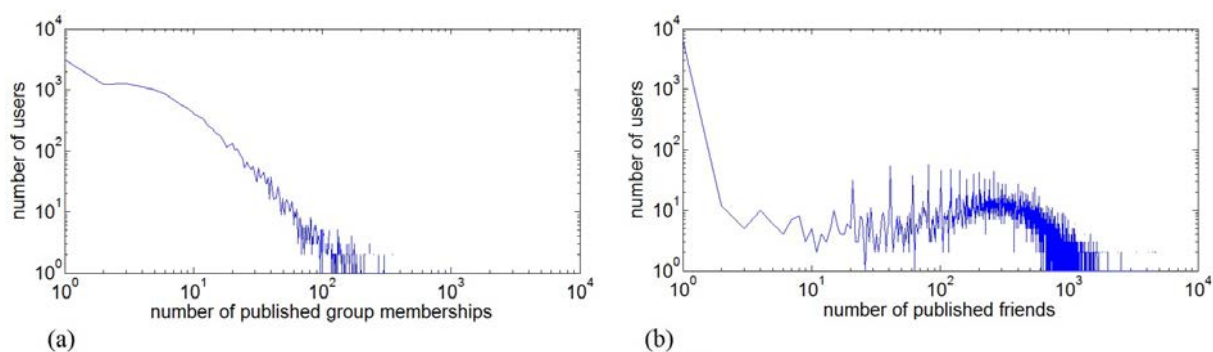 10^4
10^3
10^2
10^1
10^0
number of users
10^0 10^1 10^2 10^3 10^4
number of published group memberships
(a)
10^4
10^3
10^2
10^1
10^0
number of users
10^0 10^1 10^2 10^3 10^4
number of published friends
(b)